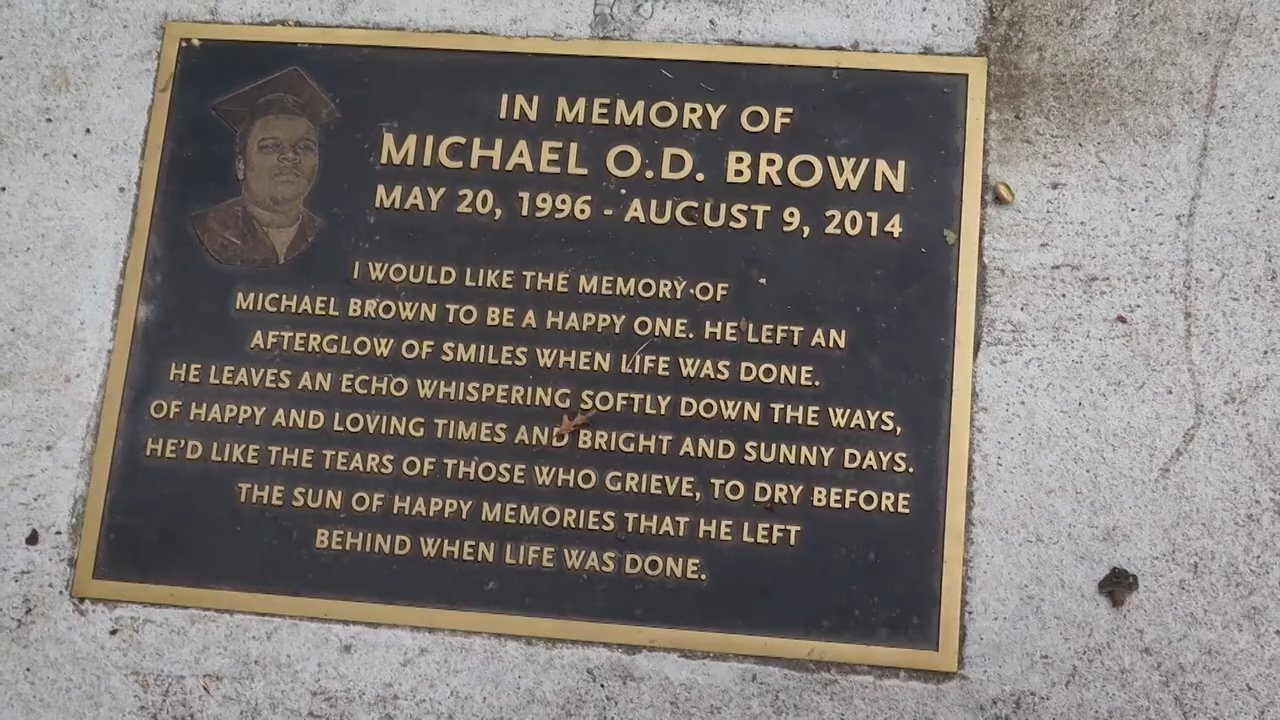 IN MEMORY OF
MICHAEL O.D. BROWN
MAY 20, 1996 - AUGUST 9, 2014
I WOULD LIKE THE MEMORY OF
MICHAEL BROWN TO BE A HAPPY ONE. HE LEFT AN
AFTERGLOW OF SMILES WHEN LIFE WAS DONE.
HE LEAVES AN ECHO WHISPERING SOFTLY DOWN THE WAYS,
OF HAPPY AND LOVING TIMES AND BRIGHT AND SUNNY DAYS.
HE'D LIKE THE TEARS OF THOSE WHO GRIEVE, TO DRY BEFORE
THE SUN OF HAPPY MEMORIES THAT HE LEFT
BEHIND WHEN LIFE WAS DONE.